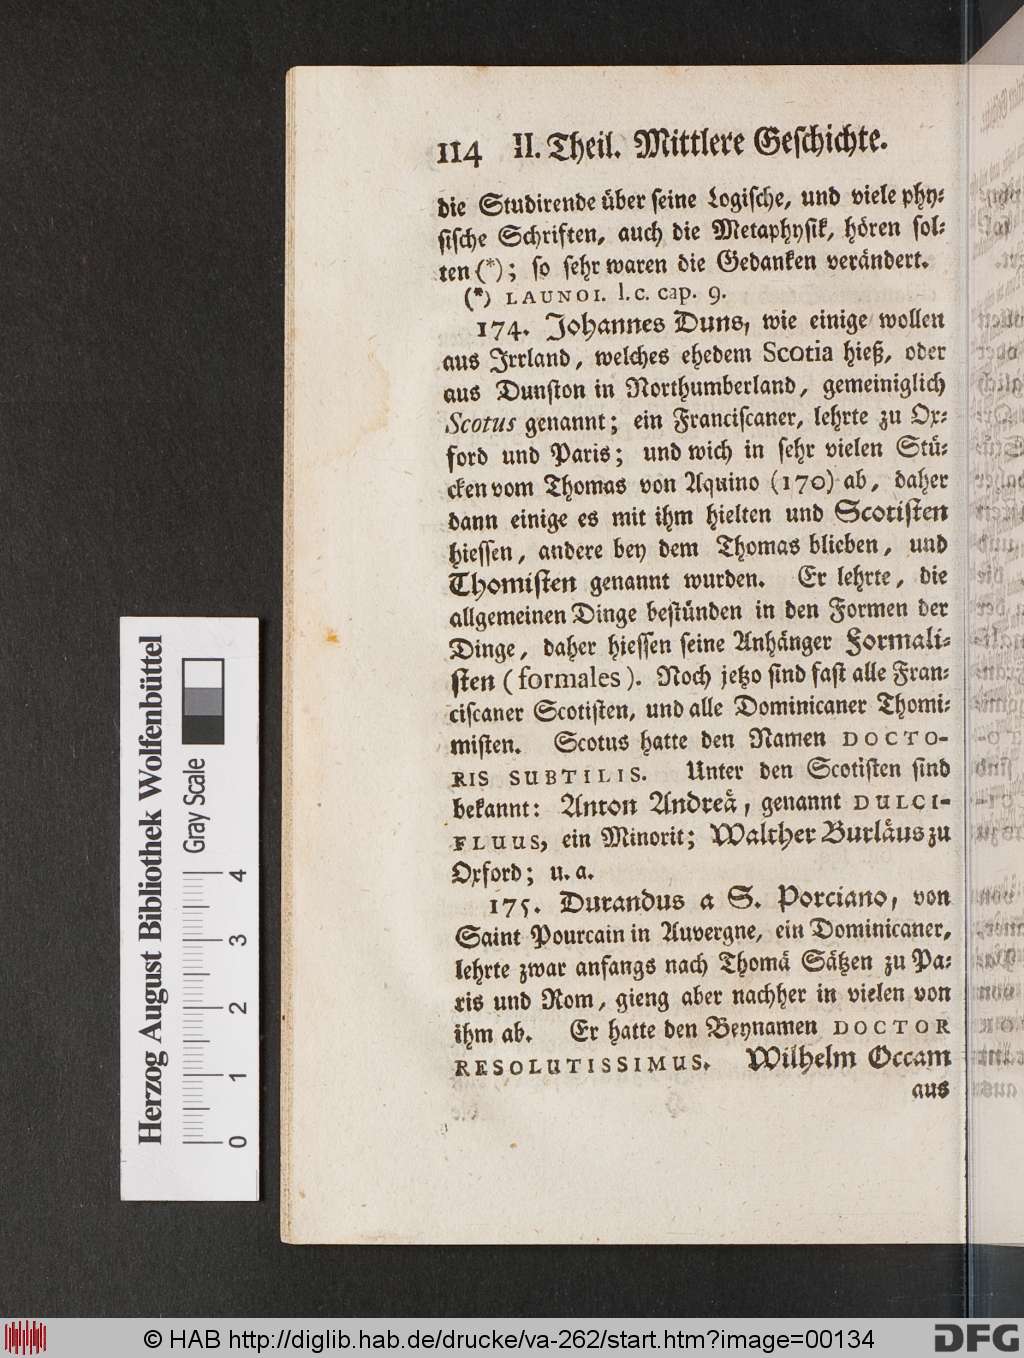 114 II. Theil. Mittlere Geschichte.
die Studirende über seine Logische, und viele phy-
sische Schriften, auch die Metaphysik, hören sol-
ten (*); so sehr waren die Gedanken verändert.
(*) LAUNOI. l. c. cap. 9.
174. Johannes Duns, wie einige wollen
aus Irrland, welches ehedem Scotia hieß, oder
aus Dunston in Northumberland, gemeiniglich
Scotus genannt; ein Franciscaner, lehrte zu Ox-
ford und Paris; und wich in sehr vielen Stü-
cken vom Thomas von Aquino (170) ab, daher
dann einige es mit ihm hielten und Scotisten
hiessen, andere bey dem Thomas blieben, und
Thomisten genannt wurden. Er lehrte, die
allgemeinen Dinge bestünden in den Formen der
Dinge, daher hiessen seine Anhänger Formali-
sten (formales). Noch jetzo sind fast alle Fran-
ciscaner Scotisten, und alle Dominicaner Thomi-
misten. Scotus hatte den Namen DOCTO-
RIS SUBTILIS. Unter den Scotisten sind
bekannt: Anton Andreä, genannt DULCI-
FLUUS, ein Minorit; Walther Burläus zu
Oxford; u. a.
175. Durandus a S. Porciano, von
Saint Pourcain in Auvergne, ein Dominicaner,
lehrte zwar anfangs nach Thomä Sätzen zu Pa-
ris und Rom, gieng aber nachher in vielen von
ihm ab. Er hatte den Beynamen DOCTOR
RESOLUTISSIMUS. Wilhelm Occam
aus
Herzog August Bibliothek Wolfenbüttel
Gray Scale
0 1 2 3 4
© HAB http://diglib.hab.de/drucke/va-262/start.htm?image=00134
DFG